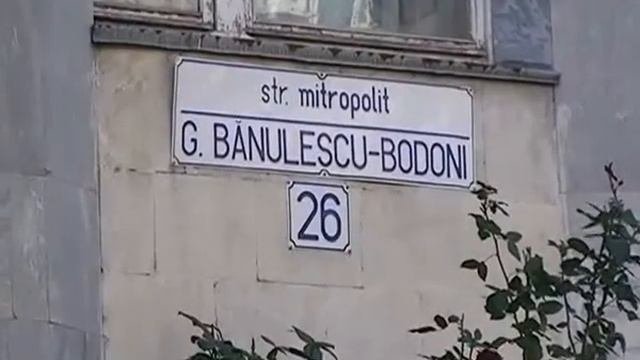 str. mitropolit
G. BĂNULESCU-BODONI
26